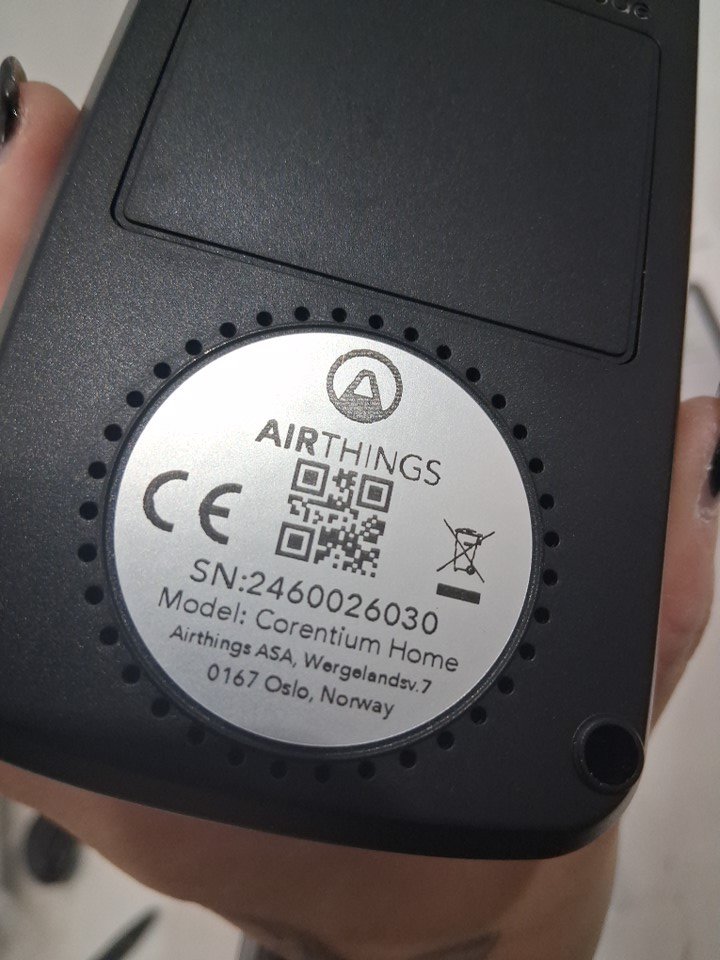 AIRTHINGS
CE
SN:2460026030
Model: Corentium Home
Airthings ASA, Wergelandsv.7
0167 Oslo, Norway